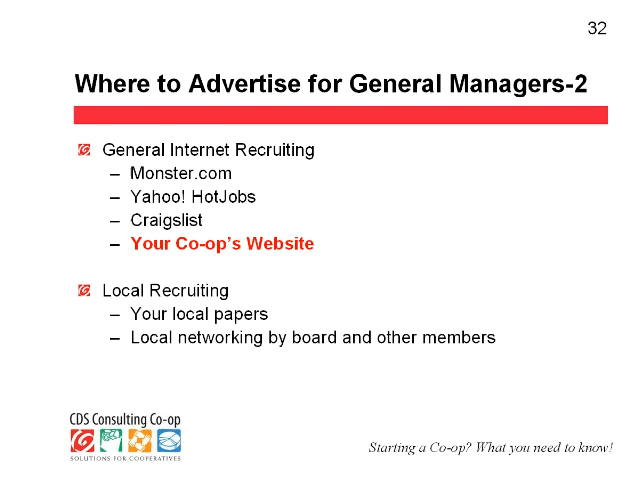 32
Where to Advertise for General Managers-2
General Internet Recruiting
– Monster.com
– Yahoo! HotJobs
– Craigslist
– Your Co-op’s Website
Local Recruiting
– Your local papers
– Local networking by board and other members
CDS Consulting Co-op
SOLUTIONS FOR COOPERATIVES
Starting a Co-op? What you need to know!